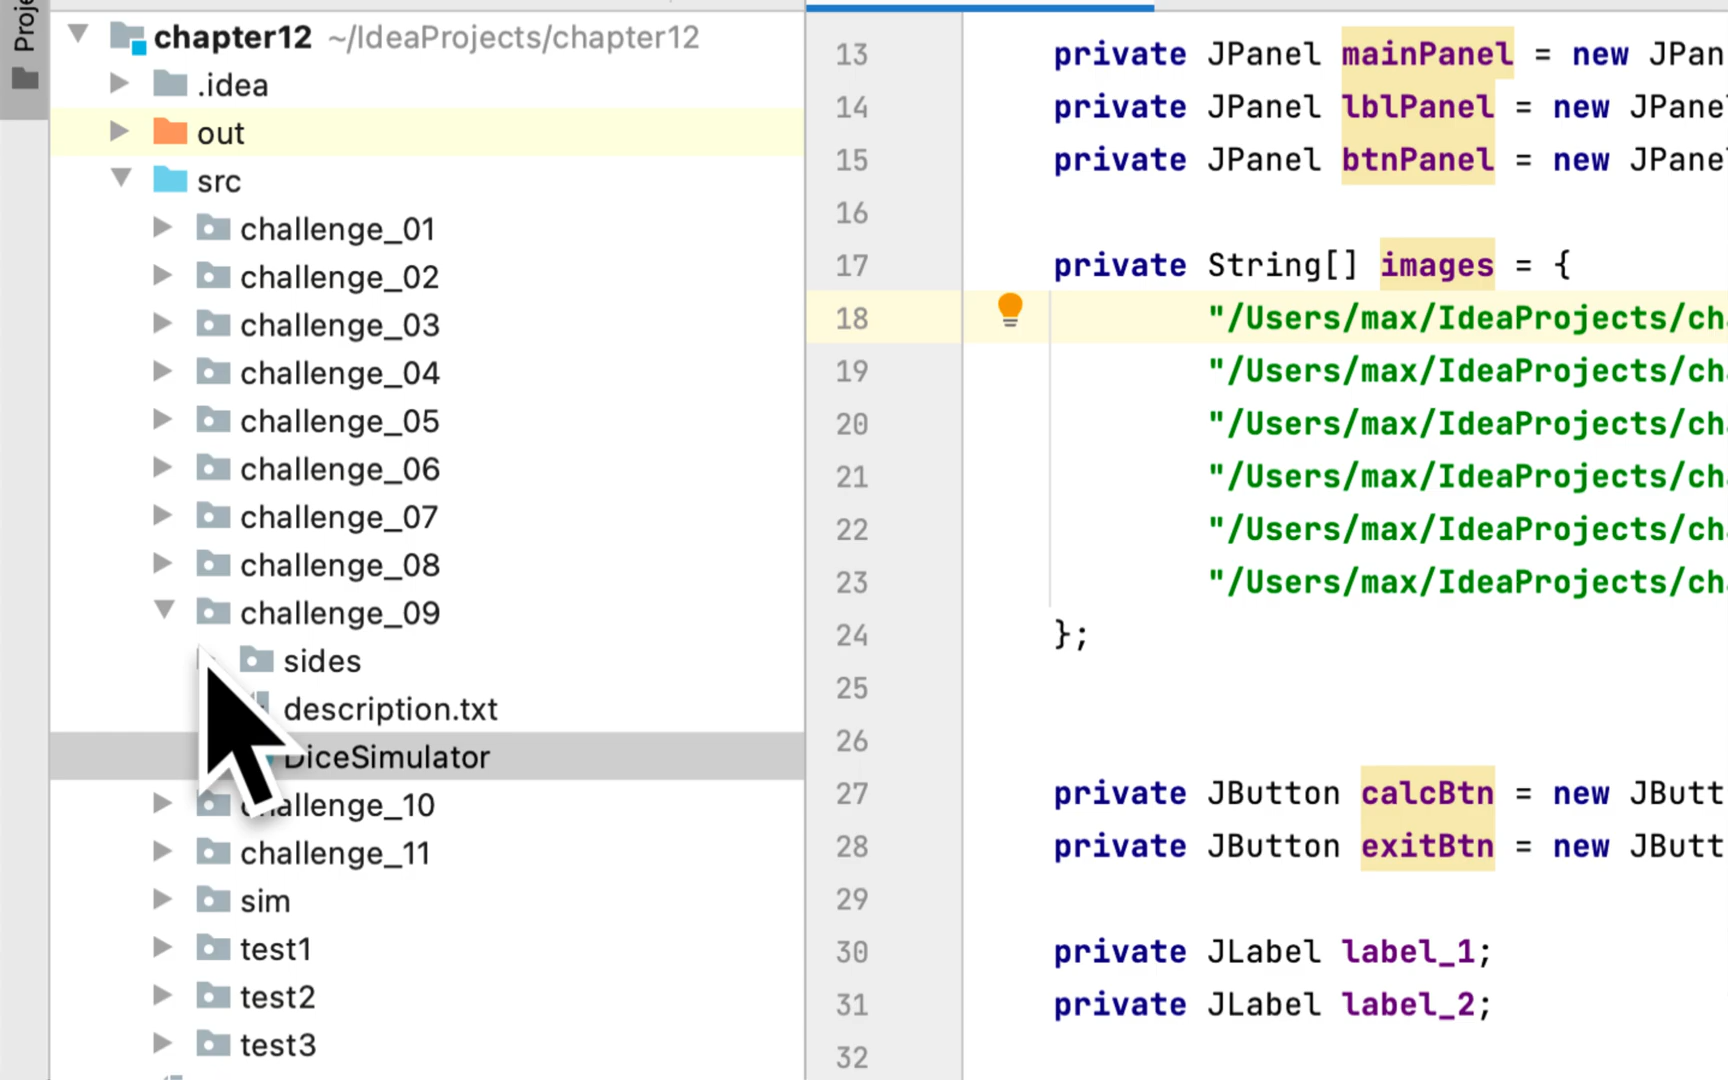 Proje
chapter12 ~/IdeaProjects/chapter12
.idea
out
src
challenge_01
challenge_02
challenge_03
challenge_04
challenge_05
challenge_06
challenge_07
challenge_08
challenge_09
sides
description.txt
DiceSimulator
challenge_10
challenge_11
sim
test1
test2
test3
13 private JPanel mainPanel = new JPan
14 private JPanel lblPanel = new JPane
15 private JPanel btnPanel = new JPane
16
17 private String[] images = {
18 "/Users/max/IdeaProjects/ch
19 "/Users/max/IdeaProjects/ch
20 "/Users/max/IdeaProjects/ch
21 "/Users/max/IdeaProjects/ch
22 "/Users/max/IdeaProjects/ch
23 "/Users/max/IdeaProjects/ch
24 };
25
26
27 private JButton calcBtn = new JButt
28 private JButton exitBtn = new JButt
29
30 private JLabel label_1;
31 private JLabel label_2;
32